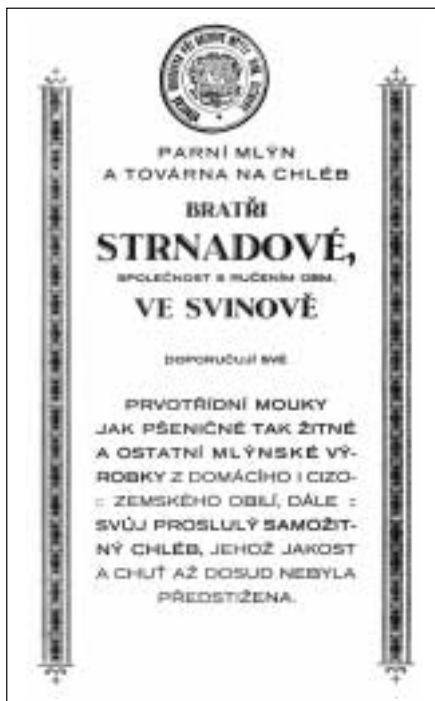 PARNÍ MLÝN
A TOVÁRNA NA CHLÉB
BRATŘI
STRNADOVÉ,
SPOLEČNOST S RUČENÍM OBM.
VE SVINOVĚ
DOPORUČUJÍ SVÉ
PRVOTŘÍDNÍ MOUKY
JAK PŠENIČNÉ TAK ŽITNÉ
A OSTATNÍ MLÝNSKÉ VÝ-
ROBKY Z DOMÁCÍHO I CIZO-
:: ZEMSKÉHO OBILÍ, DÁLE ::
SVŮJ PROSLULÝ SAMOŽIT-
NÝ CHLÉB, JEHOŽ JAKOST
A CHUŤ AŽ DOSUD NEBYLA
PŘEDSTIŽENA.